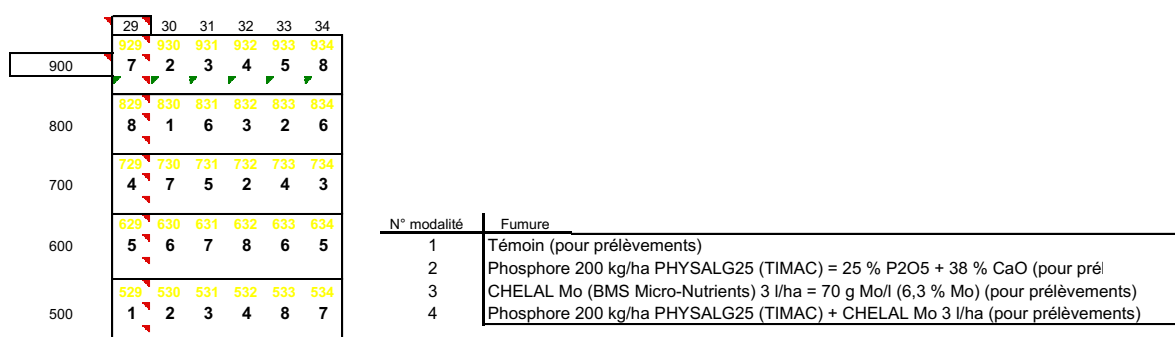 29 30 31 32 33 34
929 930 931 932 933 934
900 7 2 3 4 5 8
829 830 831 832 833 834
800 8 1 6 3 2 6
729 730 731 732 733 734
700 4 7 5 2 4 3
629 630 631 632 633 634
600 5 6 7 8 6 5
529 530 531 532 533 534
500 1 2 3 4 8 7
N° modalité Fumure
1 Témoin (pour prélèvements)
2 Phosphore 200 kg/ha PHYSALG25 (TIMAC) = 25 % P2O5 + 38 % CaO (pour prél
3 CHELAL Mo (BMS Micro-Nutrients) 3 l/ha = 70 g Mo/l (6,3 % Mo) (pour prélèvements)
4 Phosphore 200 kg/ha PHYSALG25 (TIMAC) + CHELAL Mo 3 l/ha (pour prélèvements)